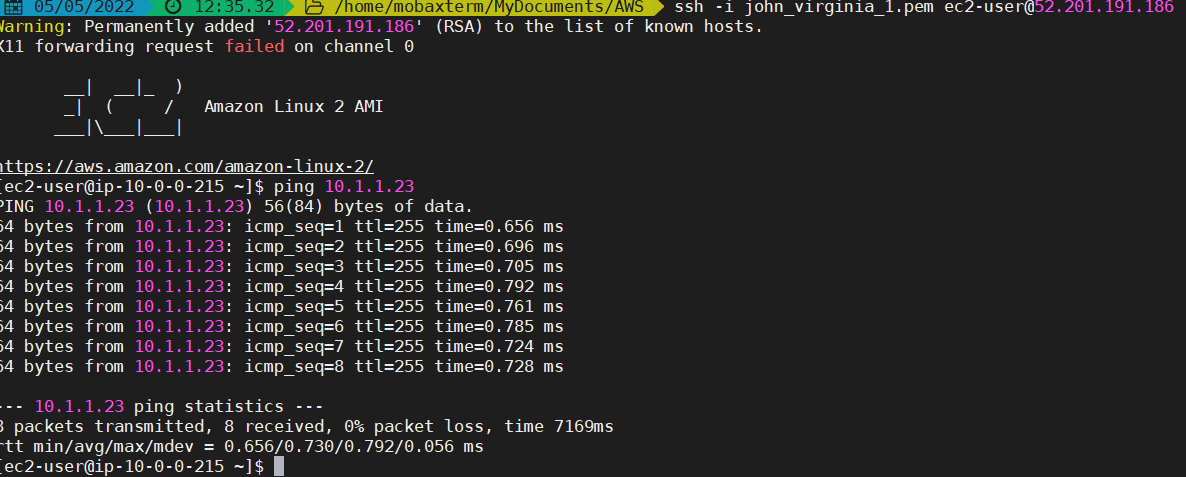 05/05/2022 12:35.32 /home/mobaxterm/MyDocuments/AWS ssh -i john_virginia_1.pem ec2-user@52.201.191.186
Warning: Permanently added '52.201.191.186' (RSA) to the list of known hosts.
X11 forwarding request failed on channel 0
__|  __|_  )
_|  (     /   Amazon Linux 2 AMI
___|\___|___|
https://aws.amazon.com/amazon-linux-2/
[ec2-user@ip-10-0-0-215 ~]$ ping 10.1.1.23
PING 10.1.1.23 (10.1.1.23) 56(84) bytes of data.
64 bytes from 10.1.1.23: icmp_seq=1 ttl=255 time=0.656 ms
64 bytes from 10.1.1.23: icmp_seq=2 ttl=255 time=0.696 ms
64 bytes from 10.1.1.23: icmp_seq=3 ttl=255 time=0.705 ms
64 bytes from 10.1.1.23: icmp_seq=4 ttl=255 time=0.792 ms
64 bytes from 10.1.1.23: icmp_seq=5 ttl=255 time=0.761 ms
64 bytes from 10.1.1.23: icmp_seq=6 ttl=255 time=0.785 ms
64 bytes from 10.1.1.23: icmp_seq=7 ttl=255 time=0.724 ms
64 bytes from 10.1.1.23: icmp_seq=8 ttl=255 time=0.728 ms
--- 10.1.1.23 ping statistics ---
8 packets transmitted, 8 received, 0% packet loss, time 7169ms
rtt min/avg/max/mdev = 0.656/0.730/0.792/0.056 ms
[ec2-user@ip-10-0-0-215 ~]$